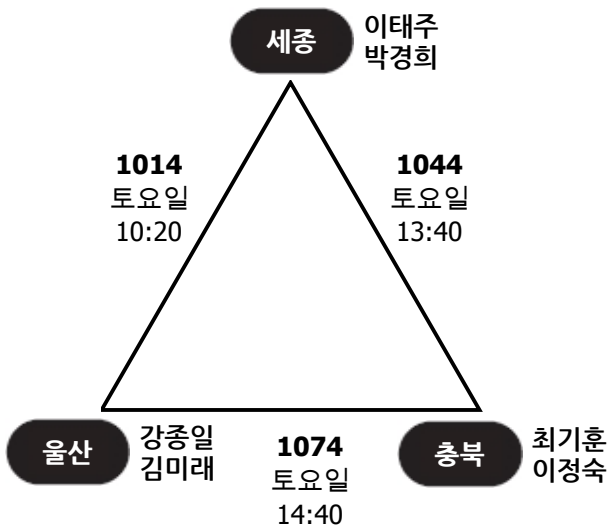 세종
이태주
박경희
1014
토요일
10:20
1044
토요일
13:40
울산
강종일
김미래
1074
토요일
14:40
충북
최기훈
이정숙